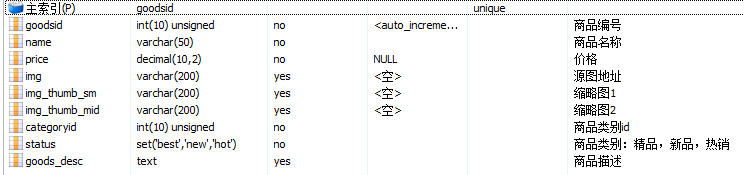 主索引(P) goodsid unique
goodsid int(10) unsigned no <auto_increme... 商品编号
name varchar(50) no 商品名称
price decimal(10,2) no NULL 价格
img varchar(200) yes <空> 源图地址
img_thumb_sm varchar(200) yes <空> 缩略图1
img_thumb_mid varchar(200) yes <空> 缩略图2
categoryid int(10) unsigned no 商品类别id
status set('best','new','hot') no 商品类别：精品，新品，热销
goods_desc text yes 商品描述